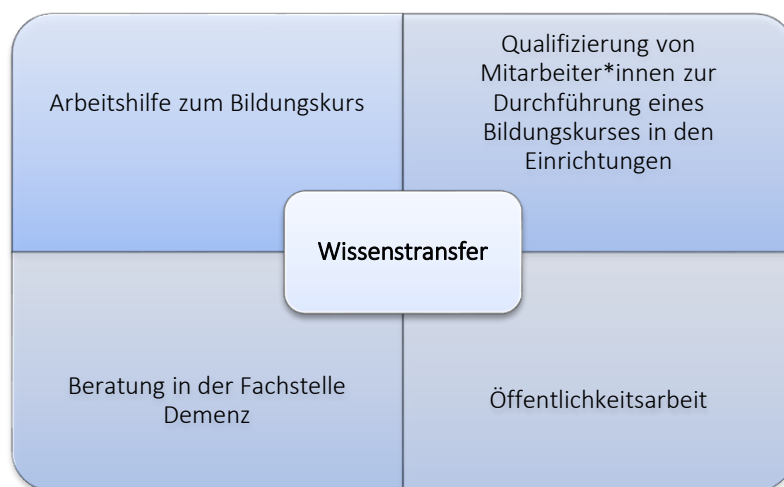 Arbeitshilfe zum Bildungskurs
Qualifizierung von
Mitarbeiter*innen zur
Durchführung eines
Bildungskurses in den
Einrichtungen
Wissenstransfer
Beratung in der Fachstelle
Demenz
Öffentlichkeitsarbeit